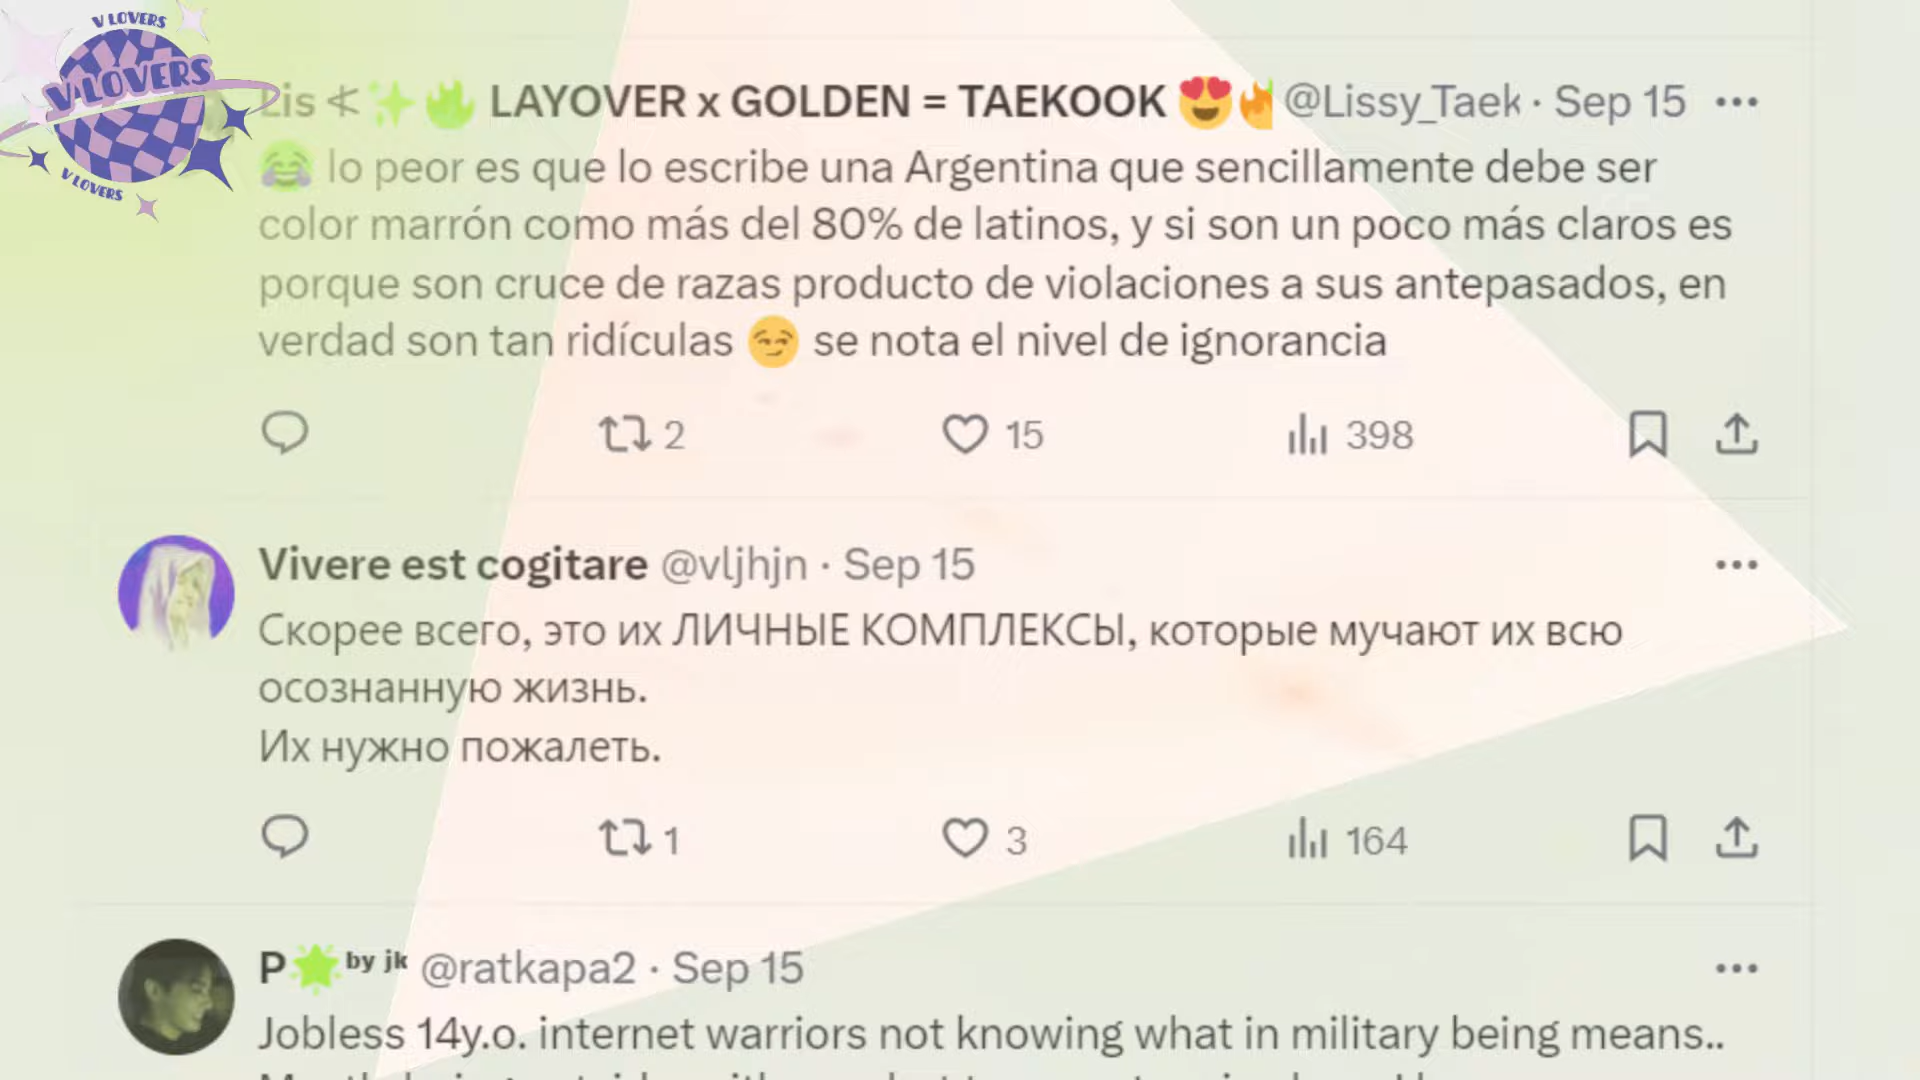 V LOVERS
V LOVERS
V LOVERS
Lis ∢✨🔥 LAYOVER x GOLDEN = TAEKOOK 😍🔥 @Lissy_Taek · Sep 15
😂 lo peor es que lo escribe una Argentina que sencillamente debe ser
color marrón como más del 80% de latinos, y si son un poco más claros es
porque son cruce de razas producto de violaciones a sus antepasados, en
verdad son tan ridículas 😏 se nota el nivel de ignorancia
2 15 398
Vivere est cogitare @vljhjn · Sep 15
Скорее всего, это их ЛИЧНЫЕ КОМПЛЕКСЫ, которые мучают их всю
осознанную жизнь.
Их нужно пожалеть.
1 3 164
P🌟ᵇʸ ʲᵏ @ratkapa2 · Sep 15
Jobless 14y.o. internet warriors not knowing what in military being means..